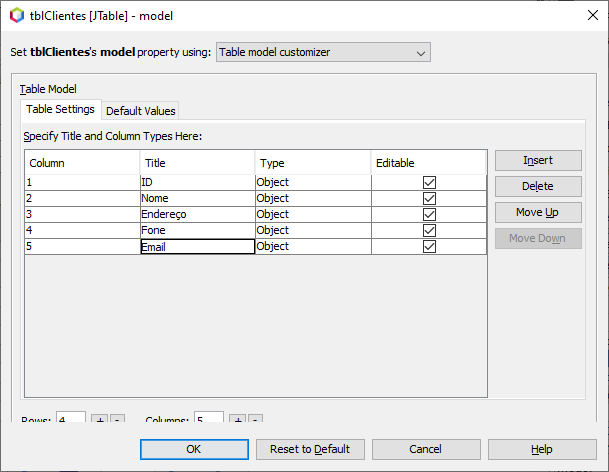 tblClientes [JTable] - model
Set tblClientes's model property using: Table model customizer
Table Model
Table Settings Default Values
Specify Title and Column Types Here:
Column Title Type Editable
1 ID Object
2 Nome Object
3 Endereço Object
4 Fone Object
5 Email Object
Insert
Delete
Move Up
Move Down
Rows: 4 + - Columns: 5 + -
OK Reset to Default Cancel Help